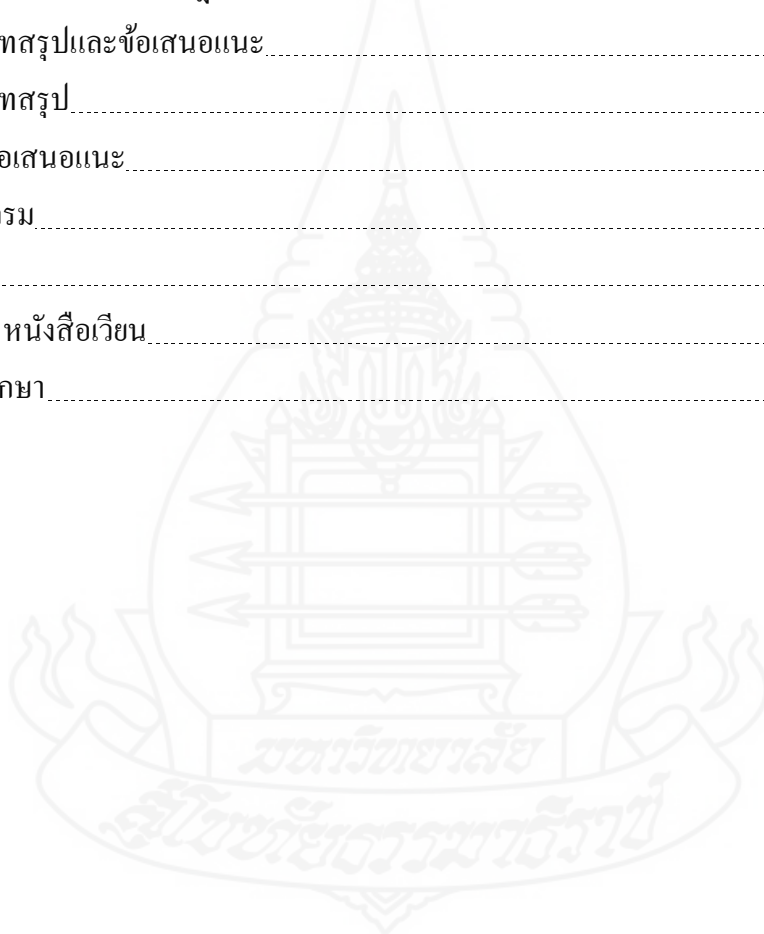 ทสรุปและข้อเสนอแนะ
ทสรุป
อเสนอแนะ
รม
หนังสือเวียน
กษา
มหาวิทยาลัย
สุโขทัยธรรมาธิราช